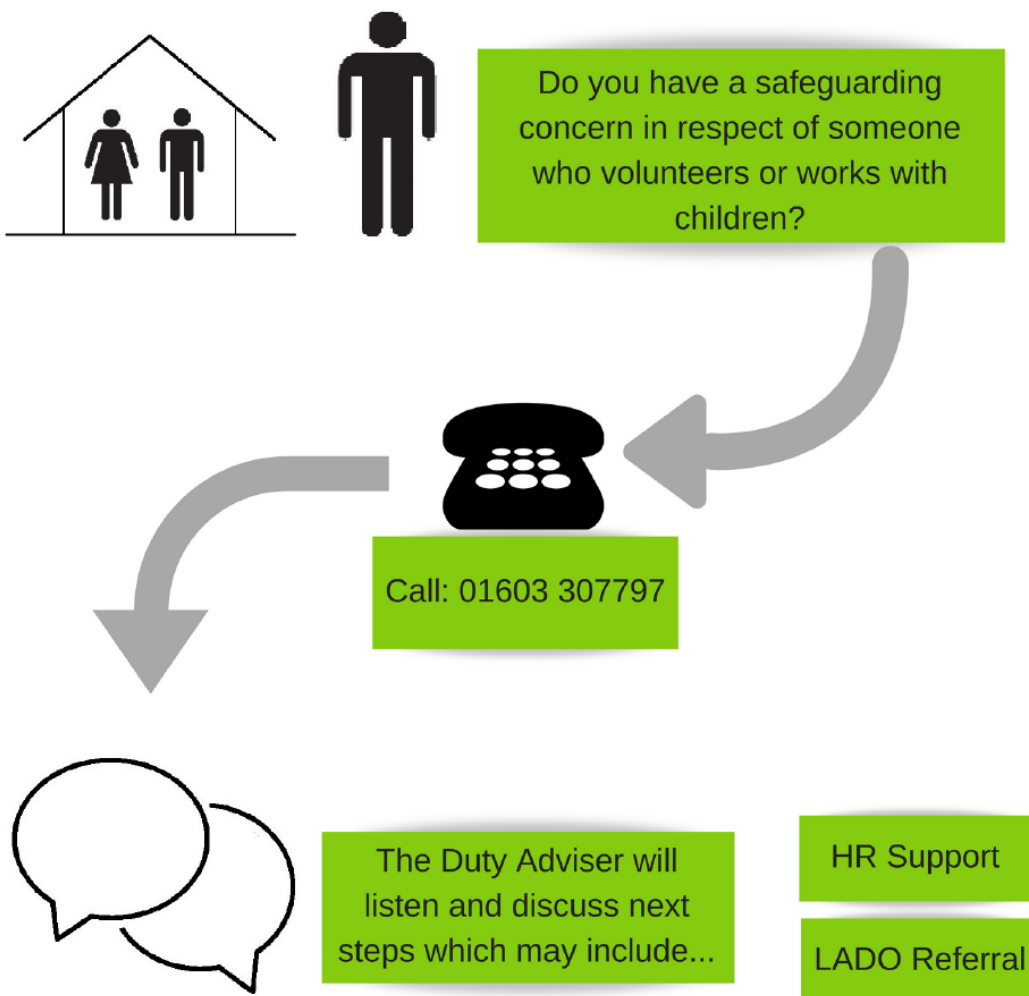 Do you have a safeguarding
concern in respect of someone
who volunteers or works with
children?
Call: 01603 307797
The Duty Adviser will
listen and discuss next
steps which may include...
HR Support
LADO Referral